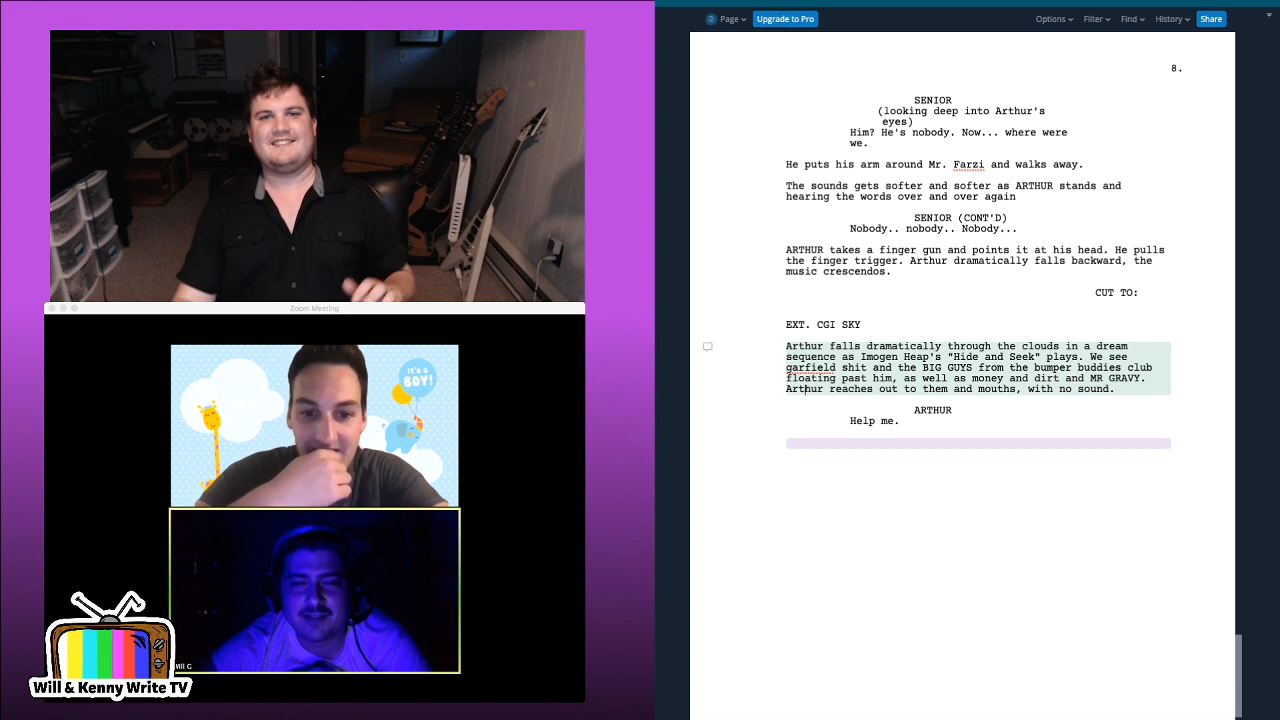 Page
Upgrade to Pro
Options
Filter
Find
History
Share
8.
SENIOR
(looking deep into Arthur's
eyes)
Him? He's nobody. Now... where were
we.
He puts his arm around Mr. Farzi and walks away.
The sounds gets softer and softer as ARTHUR stands and
hearing the words over and over again
SENIOR (CONT'D)
Nobody.. nobody.. Nobody...
ARTHUR takes a finger gun and points it at his head. He pulls
the finger trigger. Arthur dramatically falls backward, the
music crescendos.
CUT TO:
EXT. CGI SKY
Arthur falls dramatically through the clouds in a dream
sequence as Imogen Heap's "Hide and Seek" plays. We see
garfield shit and the BIG GUYS from the bumper buddies club
floating past him, as well as money and dirt and MR GRAVY.
Arthur reaches out to them and mouths, with no sound.
ARTHUR
Help me.
Zoom Meeting
IT'S A
BOY!
Will & Kenny Write TV